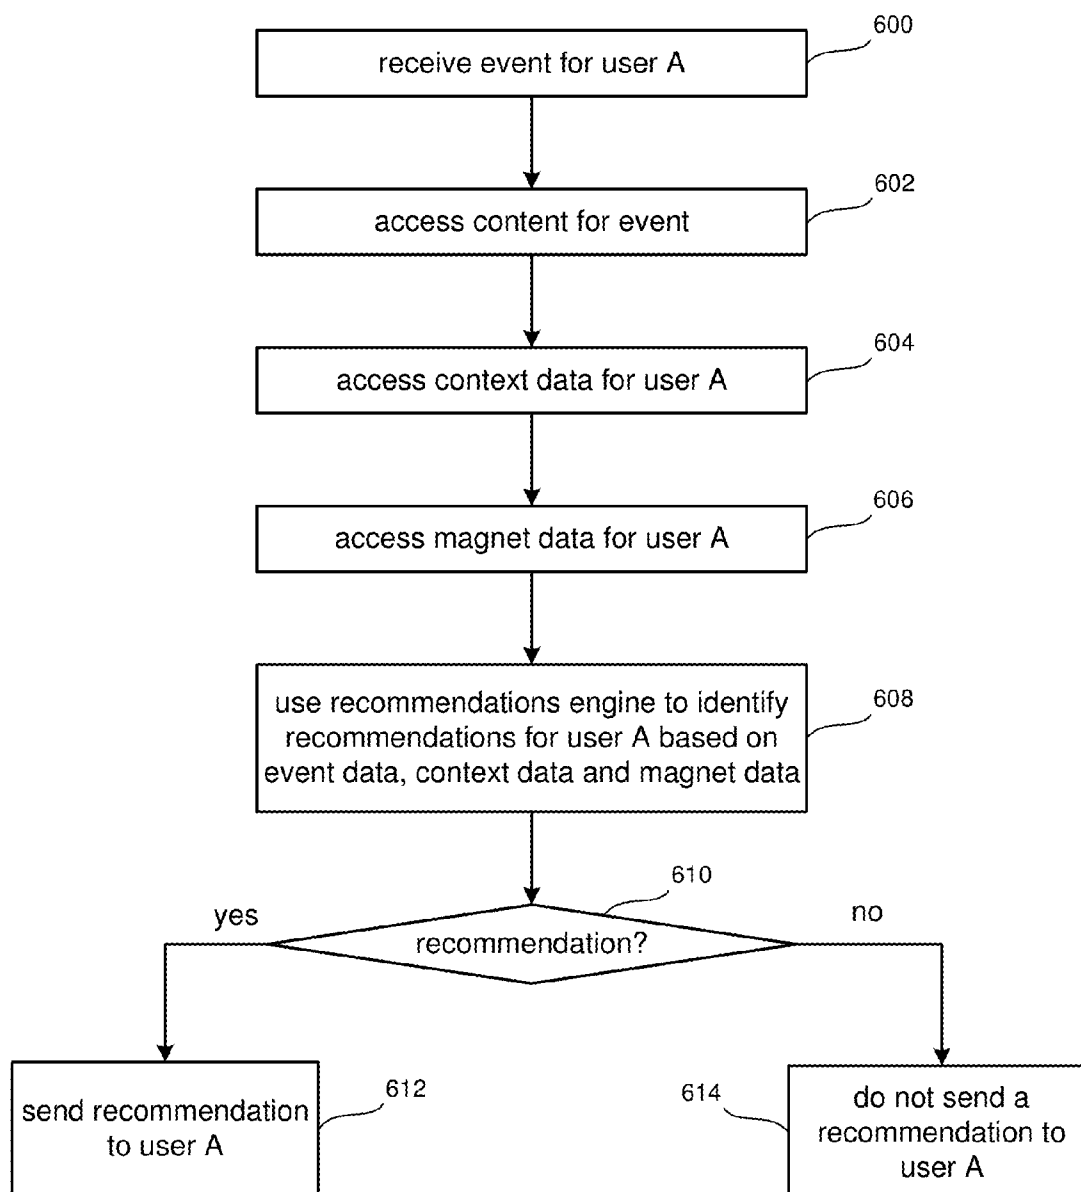 600
receive event for user A
602
access content for event
604
access context data for user A
606
access magnet data for user A
608
use recommendations engine to identify
recommendations for user A based on
event data, context data and magnet data
610
yes
recommendation?
no
612
send recommendation
to user A
614
do not send a
recommendation to
user A